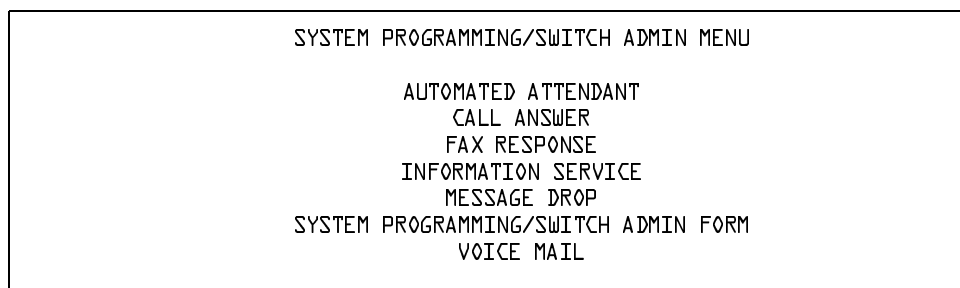 SYSTEM PROGRAMMING/SWITCH ADMIN MENU
AUTOMATED ATTENDANT
CALL ANSWER
FAX RESPONSE
INFORMATION SERVICE
MESSAGE DROP
SYSTEM PROGRAMMING/SWITCH ADMIN FORM
VOICE MAIL